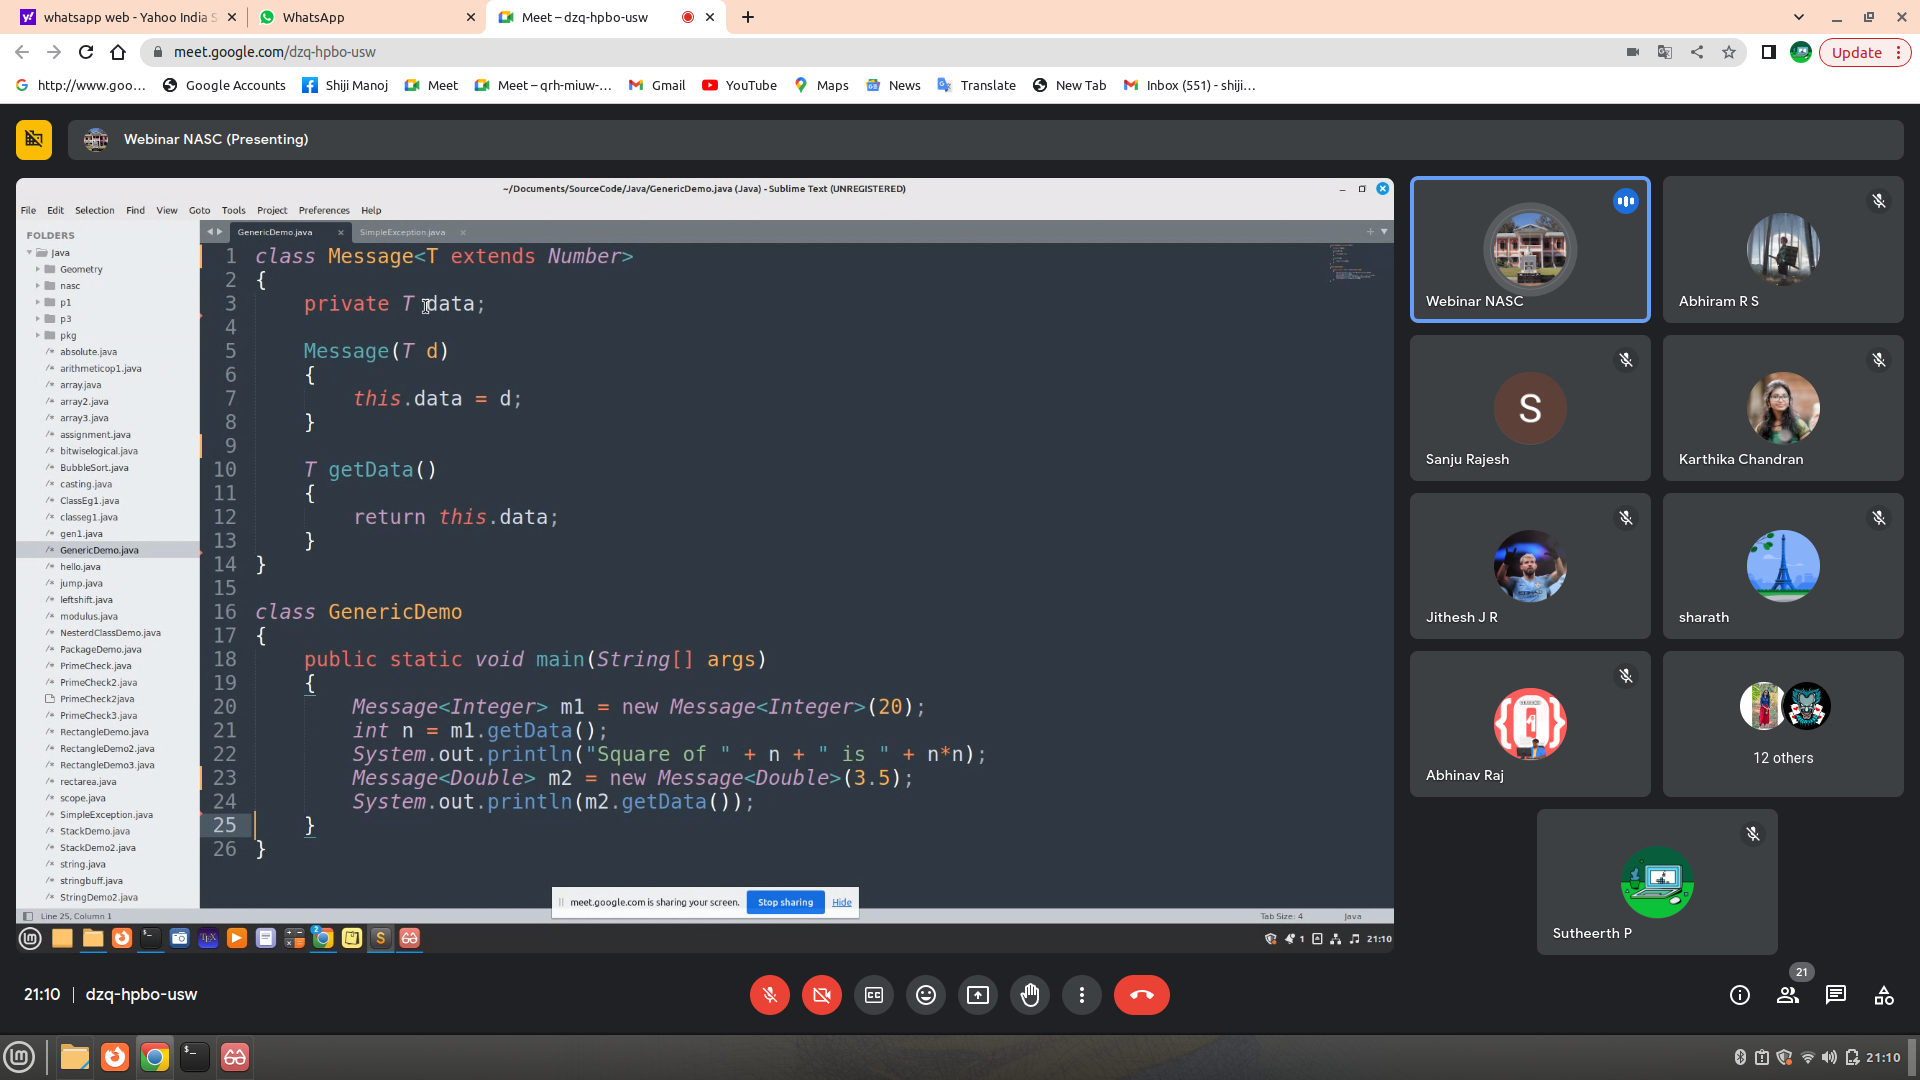 whatsapp web - Yahoo India S
WhatsApp
Meet – dzq-hpbo-usw
meet.google.com/dzq-hpbo-usw
Update
http://www.goo...
Google Accounts
Shiji Manoj
Meet
Meet – qrh-miuw-...
Gmail
YouTube
Maps
News
Translate
New Tab
Inbox (551) - shiji...
Webinar NASC (Presenting)
~/Documents/SourceCode/Java/GenericDemo.java (Java) - Sublime Text (UNREGISTERED)
File Edit Selection Find View Goto Tools Project Preferences Help
FOLDERS
Java
Geometry
nasc
p1
p3
pkg
absolute.java
arithmeticop1.java
array.java
array2.java
array3.java
assignment.java
bitwiselogical.java
BubbleSort.java
casting.java
ClassEg1.java
classeg1.java
gen1.java
GenericDemo.java
hello.java
jump.java
leftshift.java
modulus.java
NesterdClassDemo.java
PackageDemo.java
PrimeCheck.java
PrimeCheck2.java
PrimeCheck2java
PrimeCheck3.java
RectangleDemo.java
RectangleDemo2.java
RectangleDemo3.java
rectarea.java
scope.java
SimpleException.java
StackDemo.java
StackDemo2.java
string.java
stringbuff.java
StringDemo2.java
GenericDemo.java
SimpleException.java
1 class Message<T extends Number>
2 {
3 private T data;
4
5 Message(T d)
6 {
7 this.data = d;
8 }
9
10 T getData()
11 {
12 return this.data;
13 }
14 }
15
16 class GenericDemo
17 {
18 public static void main(String[] args)
19 {
20 Message<Integer> m1 = new Message<Integer>(20);
21 int n = m1.getData();
22 System.out.println("Square of " + n + " is " + n*n);
23 Message<Double> m2 = new Message<Double>(3.5);
24 System.out.println(m2.getData());
25 }
26 }
meet.google.com is sharing your screen.
Stop sharing
Hide
Line 25, Column 1
Tab Size: 4
Java
2
TEX
S
1
21:10
Webinar NASC
Abhiram R S
S
Sanju Rajesh
Karthika Chandran
Jithesh J R
sharath
Abhinav Raj
12 others
Sutheerth P
21:10
dzq-hpbo-usw
21
21:10